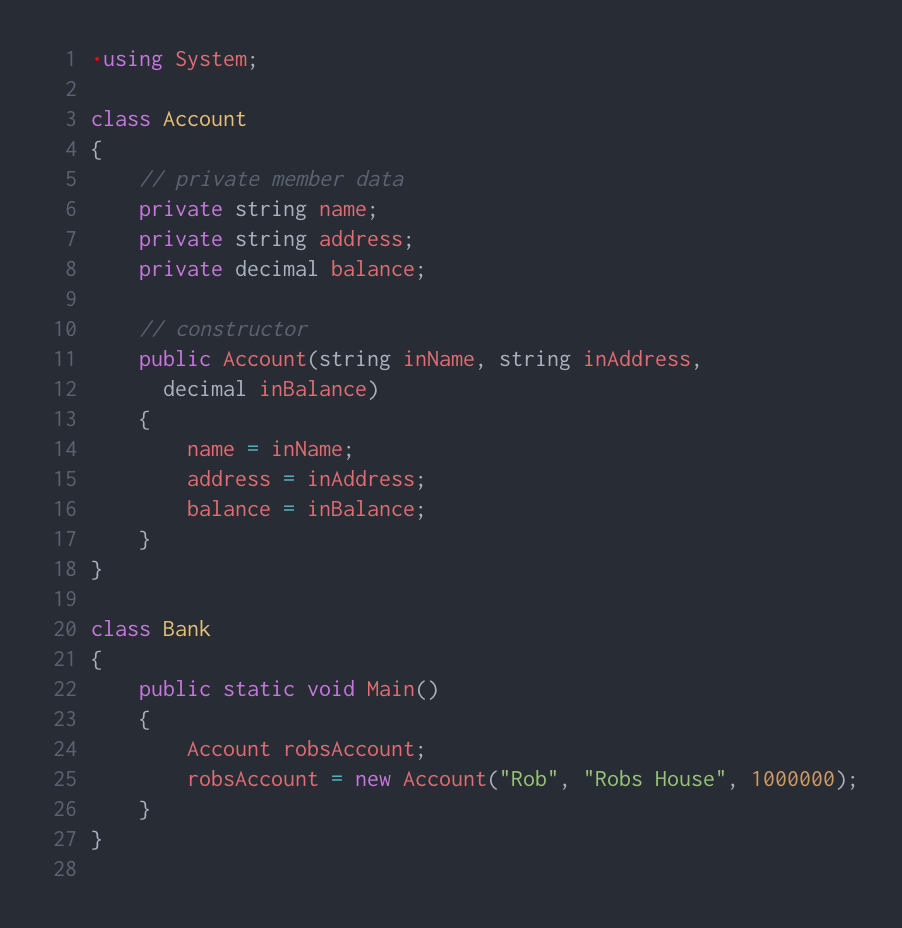 1 ·using System;
2
3 class Account
4 {
5     // private member data
6     private string name;
7     private string address;
8     private decimal balance;
9
10     // constructor
11     public Account(string inName, string inAddress,
12       decimal inBalance)
13     {
14         name = inName;
15         address = inAddress;
16         balance = inBalance;
17     }
18 }
19
20 class Bank
21 {
22     public static void Main()
23     {
24         Account robsAccount;
25         robsAccount = new Account("Rob", "Robs House", 1000000);
26     }
27 }
28